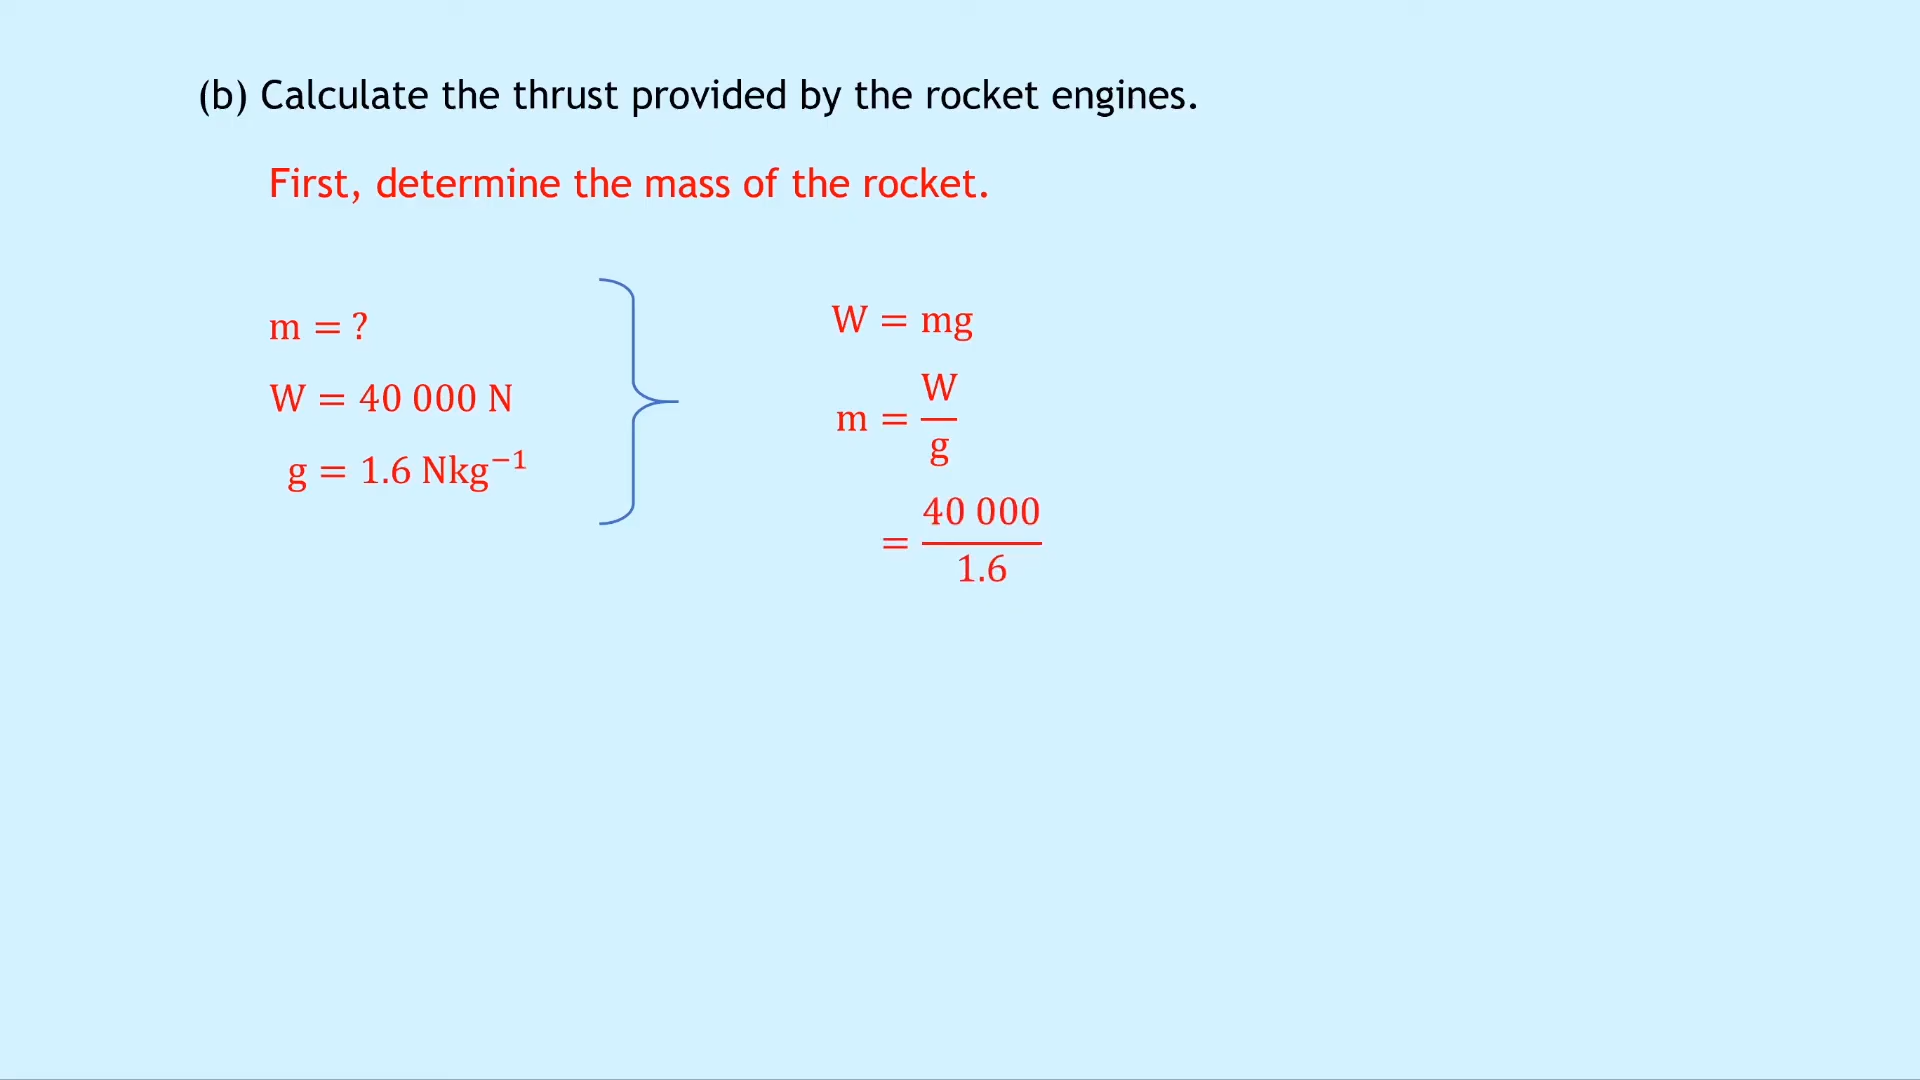 (b) Calculate the thrust provided by the rocket engines.
First, determine the mass of the rocket.
m = ?
W = 40 000 N
g = 1.6 Nkg⁻¹
W = mg
m = W/g
= 40 000/1.6